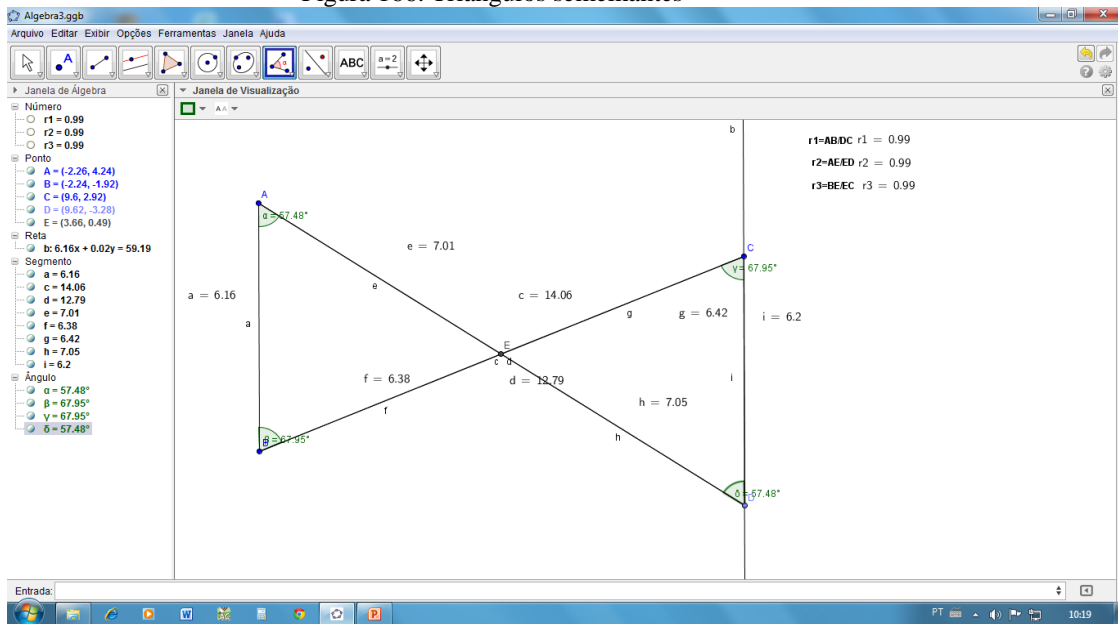 Figura 168: Triângulos semelhantes
Algebra3.ggb
Arquivo Editar Exibir Opções Ferramentas Janela Ajuda
ABC a=2
Janela de Álgebra
Janela de Visualização
Número
r1 = 0.99
r2 = 0.99
r3 = 0.99
Ponto
A = (-2.26, 4.24)
B = (-2.24, -1.92)
C = (9.6, 2.92)
D = (9.62, -3.28)
E = (3.66, 0.49)
Reta
b: 6.16x + 0.02y = 59.19
Segmento
a = 6.16
c = 14.06
d = 12.79
e = 7.01
f = 6.38
g = 6.42
h = 7.05
i = 6.2
Ângulo
α = 57.48°
β = 67.95°
γ = 67.95°
δ = 57.48°
b
r1=AB/DC r1 = 0.99
r2=AE/ED r2 = 0.99
r3=BE/EC r3 = 0.99
A
α = 57.48°
e = 7.01
C
γ = 67.95°
e
a = 6.16
c = 14.06
g
g = 6.42
i = 6.2
a
E
c d
f = 6.38
d = 12.79
i
h = 7.05
f
h
B
β = 67.95°
δ = 57.48°
D
Entrada:
PT
10:19